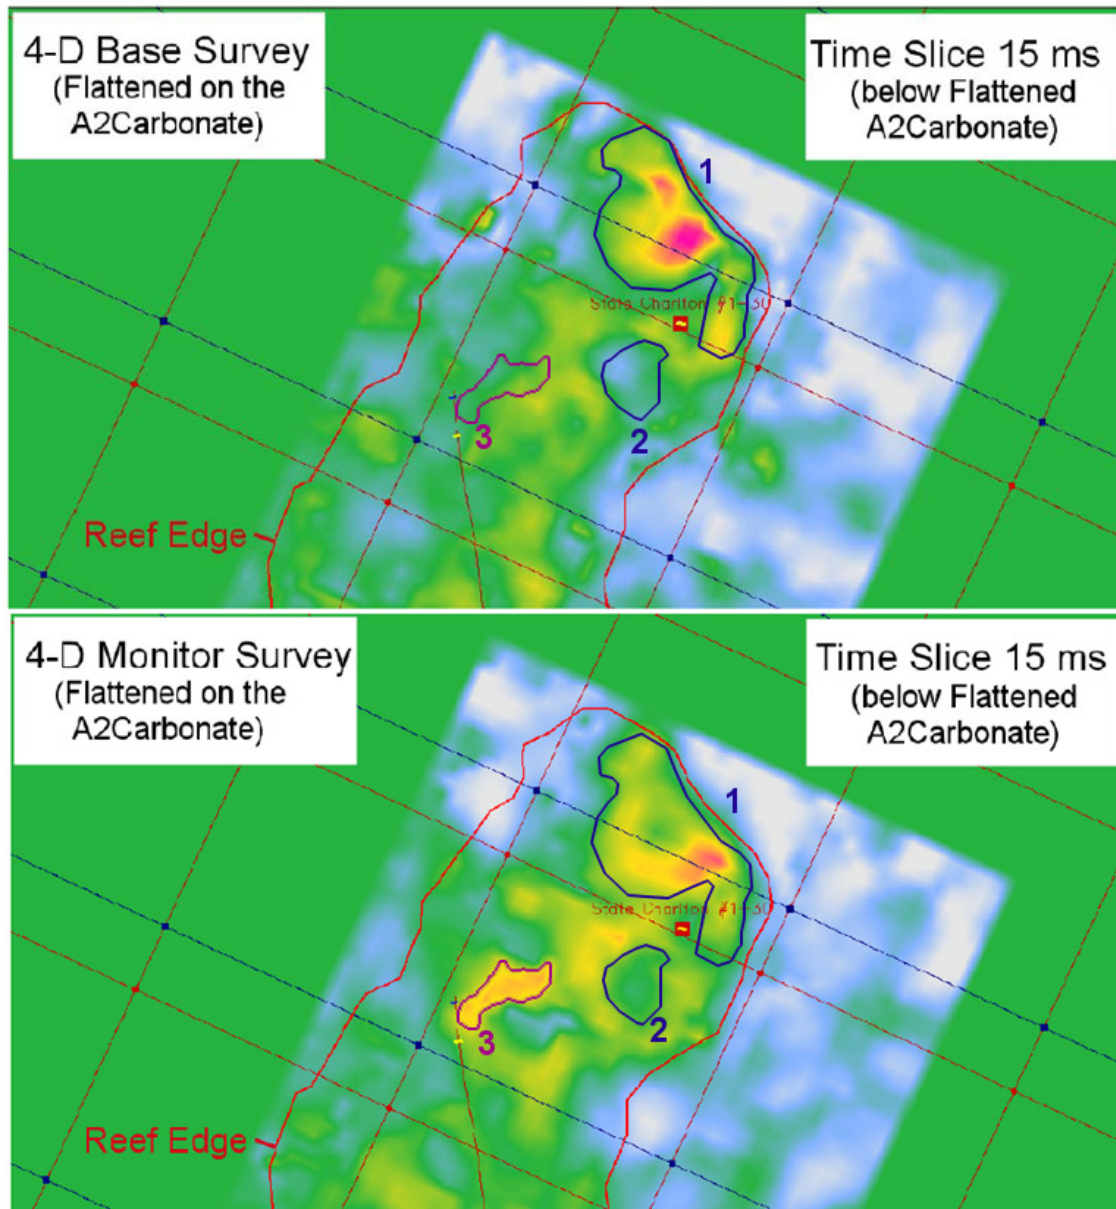 4-D Base Survey
(Flattened on the
A2Carbonate)
Time Slice 15 ms
(below Flattened
A2Carbonate)
1
State Charlton #1-30
2
3
Reef Edge
4-D Monitor Survey
(Flattened on the
A2Carbonate)
Time Slice 15 ms
(below Flattened
A2Carbonate)
1
State Charlton #1-30
2
3
Reef Edge